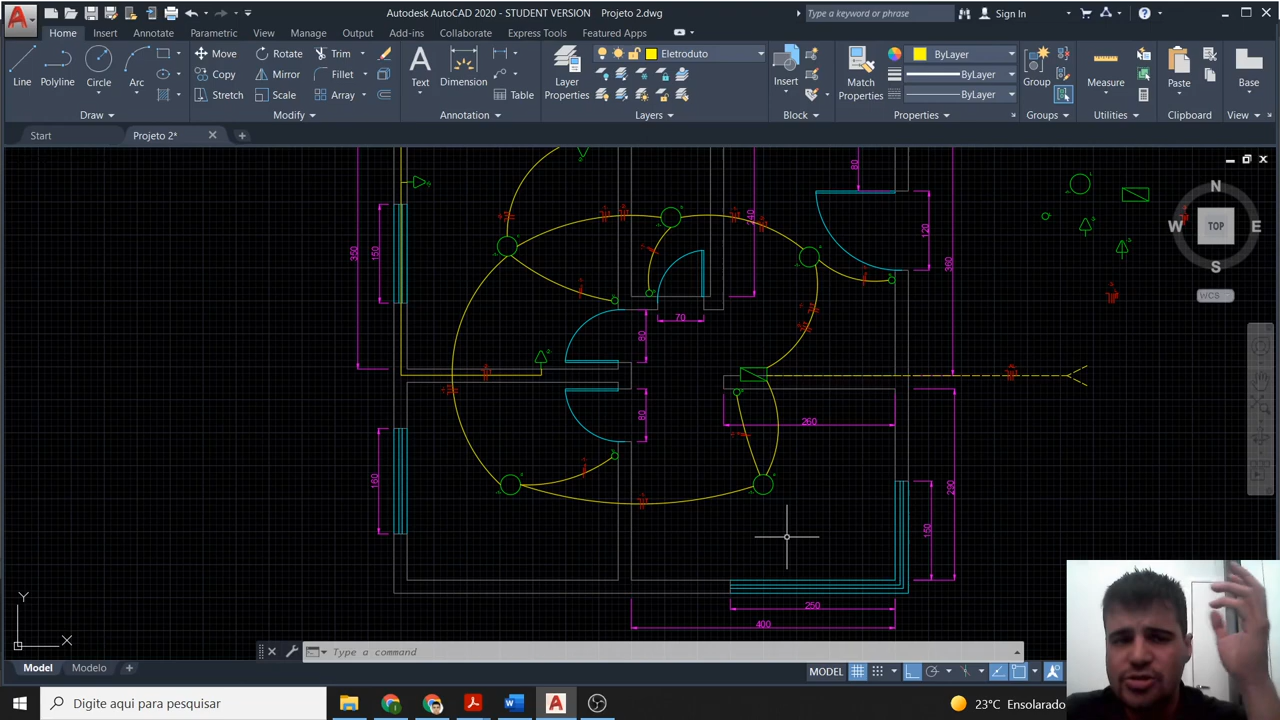 Autodesk AutoCAD 2020 - STUDENT VERSION Projeto 2.dwg
Type a keyword or phrase
Sign In
Home Insert Annotate Parametric View Manage Output Add-ins Collaborate Express Tools Featured Apps
Line Polyline Circle Arc
Move Rotate Trim
Copy Mirror Fillet
Stretch Scale Array
Text Dimension Table
Layer Properties
Eletroduto
Insert
Match Properties
ByLayer
ByLayer
ByLayer
Group
Measure
Paste
Base
Draw Modify Annotation Layers Block Properties Groups Utilities Clipboard View
Start Projeto 2*
N
W TOP E
S
WCS
80
120
360
240
350
150
70
80
80
260
160
290
150
250
400
Y
X
Type a command
Model Modelo
MODEL
Digite aqui para pesquisar
23°C Ensolarado